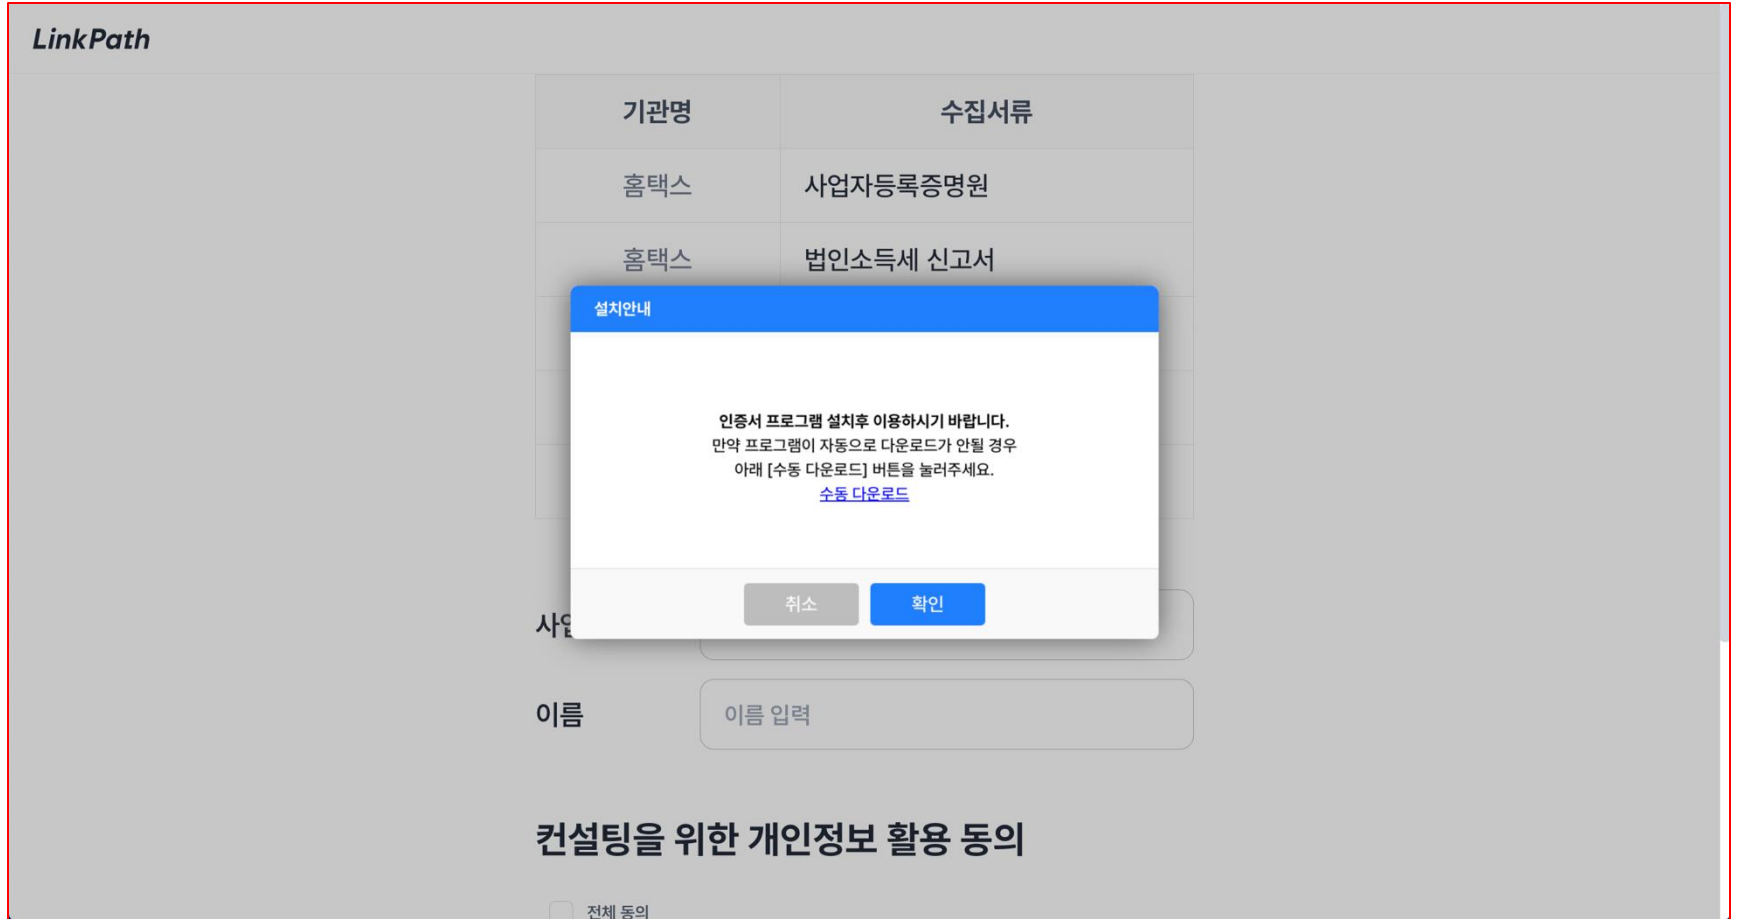 LinkPath
기관명 수집서류
홈택스 사업자등록증명원
홈택스 법인소득세 신고서
설치안내
인증서 프로그램 설치후 이용하시기 바랍니다.
만약 프로그램이 자동으로 다운로드가 안될 경우
아래 [수동 다운로드] 버튼을 눌러주세요.
수동 다운로드
취소 확인
이름 이름 입력
컨설팅을 위한 개인정보 활용 동의
전체 동의